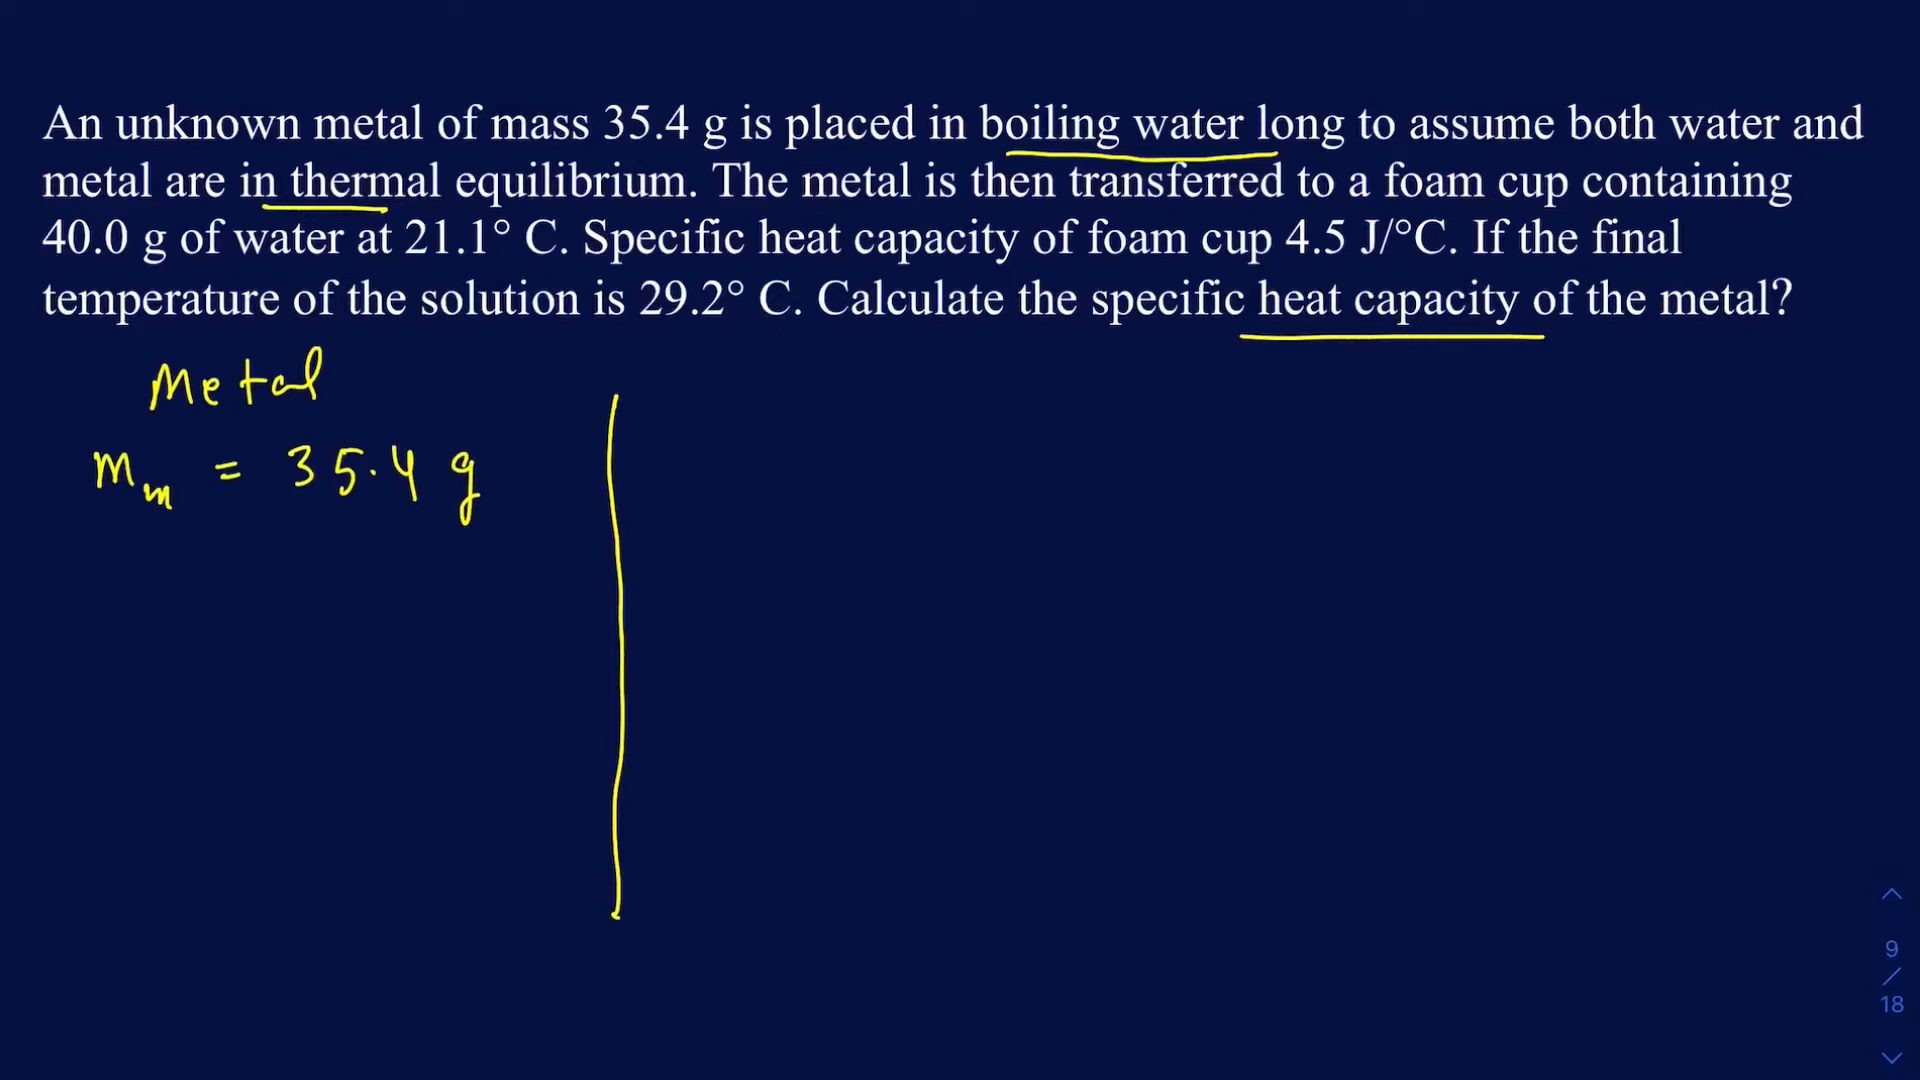 An unknown metal of mass 35.4 g is placed in boiling water long to assume both water and
metal are in thermal equilibrium. The metal is then transferred to a foam cup containing
40.0 g of water at 21.1° C. Specific heat capacity of foam cup 4.5 J/°C. If the final
temperature of the solution is 29.2° C. Calculate the specific heat capacity of the metal?
Metal
m_m = 35.4 g
9
/
18